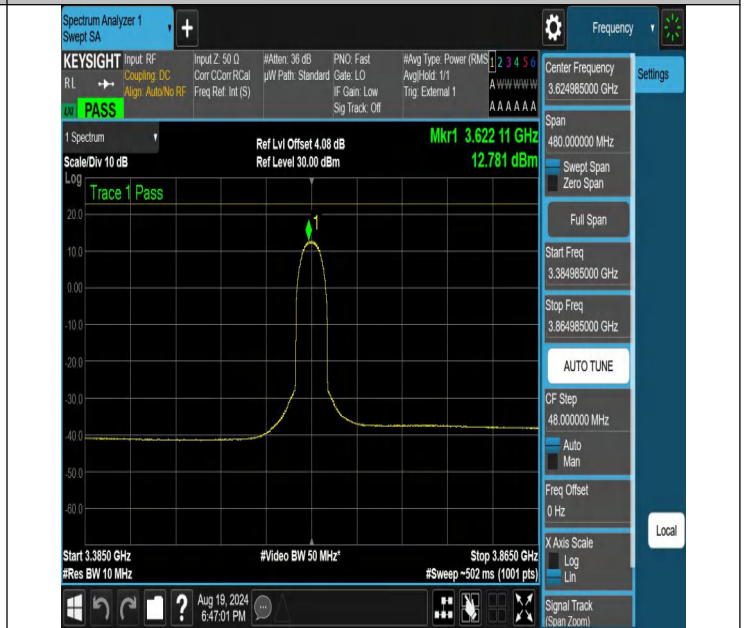 Spectrum Analyzer 1
Swept SA
+
Frequency
KEYSIGHT
RL
PASS
Input: RF
Coupling: DC
Align: Auto/No RF
Input Z: 50 Ω
Corr CCorr RCal
Freq Ref: Int (S)
#Atten: 36 dB
µW Path: Standard
PNO: Fast
Gate: LO
IF Gain: Low
Sig Track: Off
#Avg Type: Power (RMS
Avg|Hold: 1/1
Trig: External 1
1 2 3 4 5 6
A W W W W W
A A A A A A
1 Spectrum
Scale/Div 10 dB
Ref Lvl Offset 4.08 dB
Ref Level 30.00 dBm
Mkr1 3.622 11 GHz
12.781 dBm
Log
Trace 1 Pass
1
20.0
10.0
0.00
-10.0
-20.0
-30.0
-40.0
-50.0
-60.0
Start 3.3850 GHz
#Res BW 10 MHz
#Video BW 50 MHz*
Stop 3.8650 GHz
#Sweep ~502 ms (1001 pts)
Center Frequency
3.624985000 GHz
Settings
Span
480.000000 MHz
Swept Span
Zero Span
Full Span
Start Freq
3.384985000 GHz
Stop Freq
3.864985000 GHz
AUTO TUNE
CF Step
48.000000 MHz
Auto
Man
Freq Offset
0 Hz
X Axis Scale
Log
Lin
Local
Signal Track
(Span Zoom)
?
Aug 19, 2024
6:47:01 PM